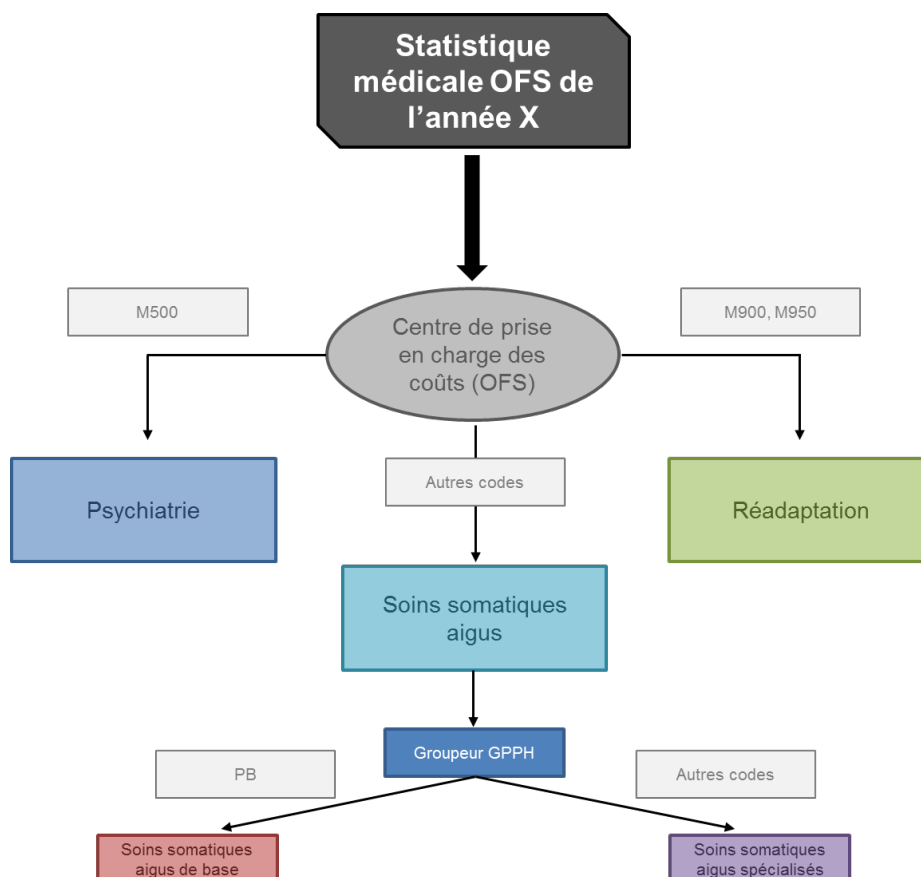 Statistique
médicale OFS de
l'année X
M500
Centre de prise
en charge des
coûts (OFS)
M900, M950
Psychiatrie
Autres codes
Réadaptation
Soins somatiques
aigus
Groupeur GPPH
PB
Autres codes
Soins somatiques
aigus de base
Soins somatiques
aigus spécialisés